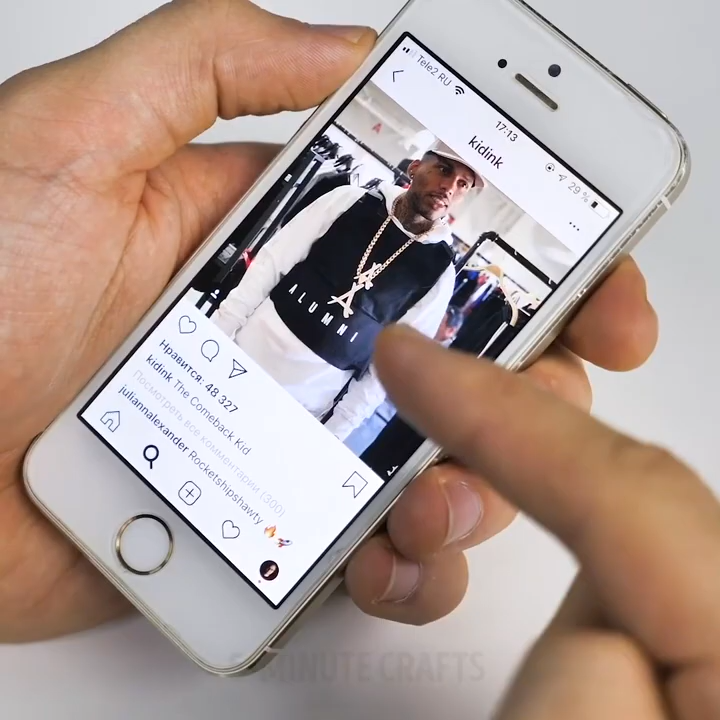 Tele2 RU
17:13
29 %
kidink
A
ALUMNI
Нравится: 48 327
kidink The Comeback Kid
Посмотреть все комментарии (300)
juliannalexander Rocketshipshawty 🔥🚀
5 MINUTE CRAFTS